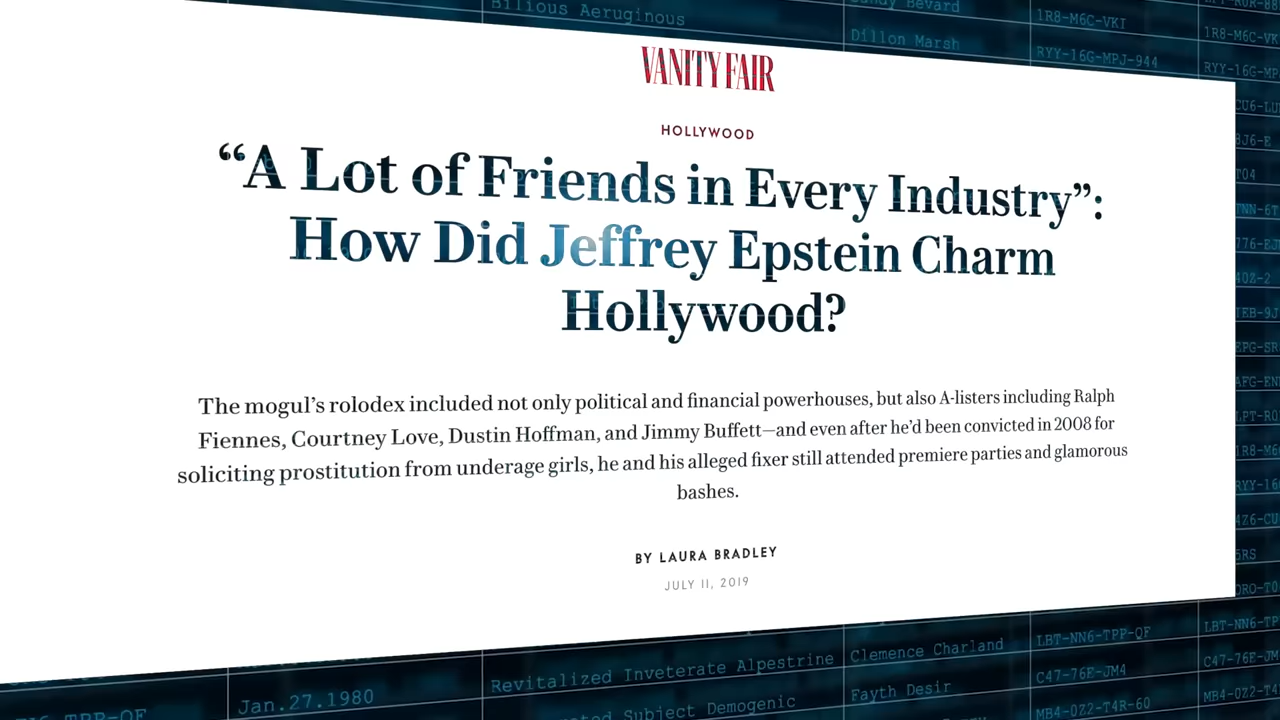 Bilious Aeruginous
Bevard
1R8-M6C-VKI
Dillon Marsh
RYY-16G-MPJ-944
VANITY FAIR
HOLLYWOOD
“A Lot of Friends in Every Industry”:
How Did Jeffrey Epstein Charm
Hollywood?
The mogul’s rolodex included not only political and financial powerhouses, but also A-listers including Ralph
Fiennes, Courtney Love, Dustin Hoffman, and Jimmy Buffett—and even after he’d been convicted in 2008 for
soliciting prostitution from underage girls, he and his alleged fixer still attended premiere parties and glamorous
bashes.
BY LAURA BRADLEY
JULY 11, 2019
Jan.27.1980
Revitalized Inveterate Alpestrine
Clemence Charland
LBT-NN6-TPP-QF
Subject Demogenic
Fayth Desir
C47-76E-JM4
MB4-0Z2-T4R-60